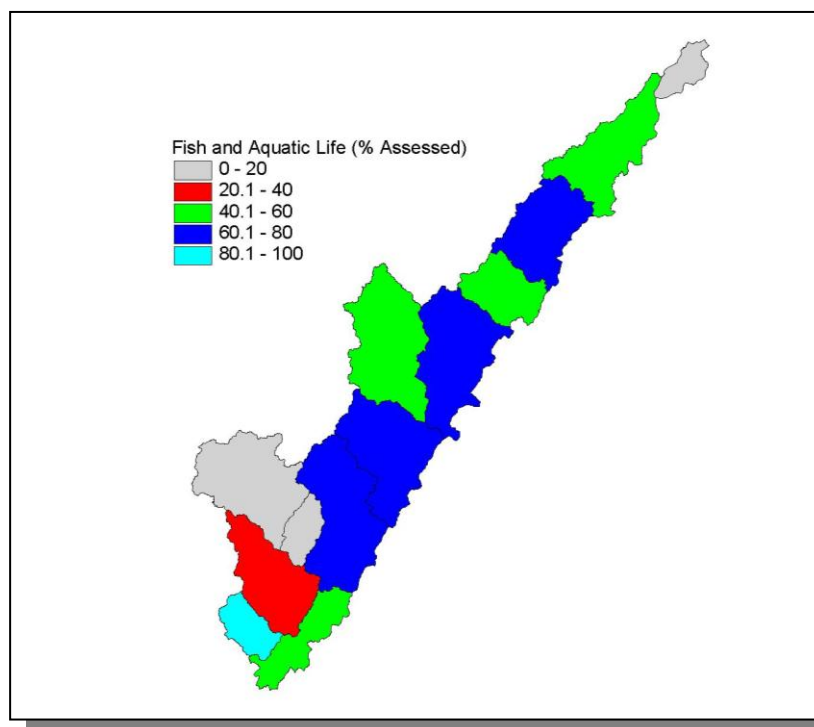 Fish and Aquatic Life (% Assessed)
0 - 20
20.1 - 40
40.1 - 60
60.1 - 80
80.1 - 100